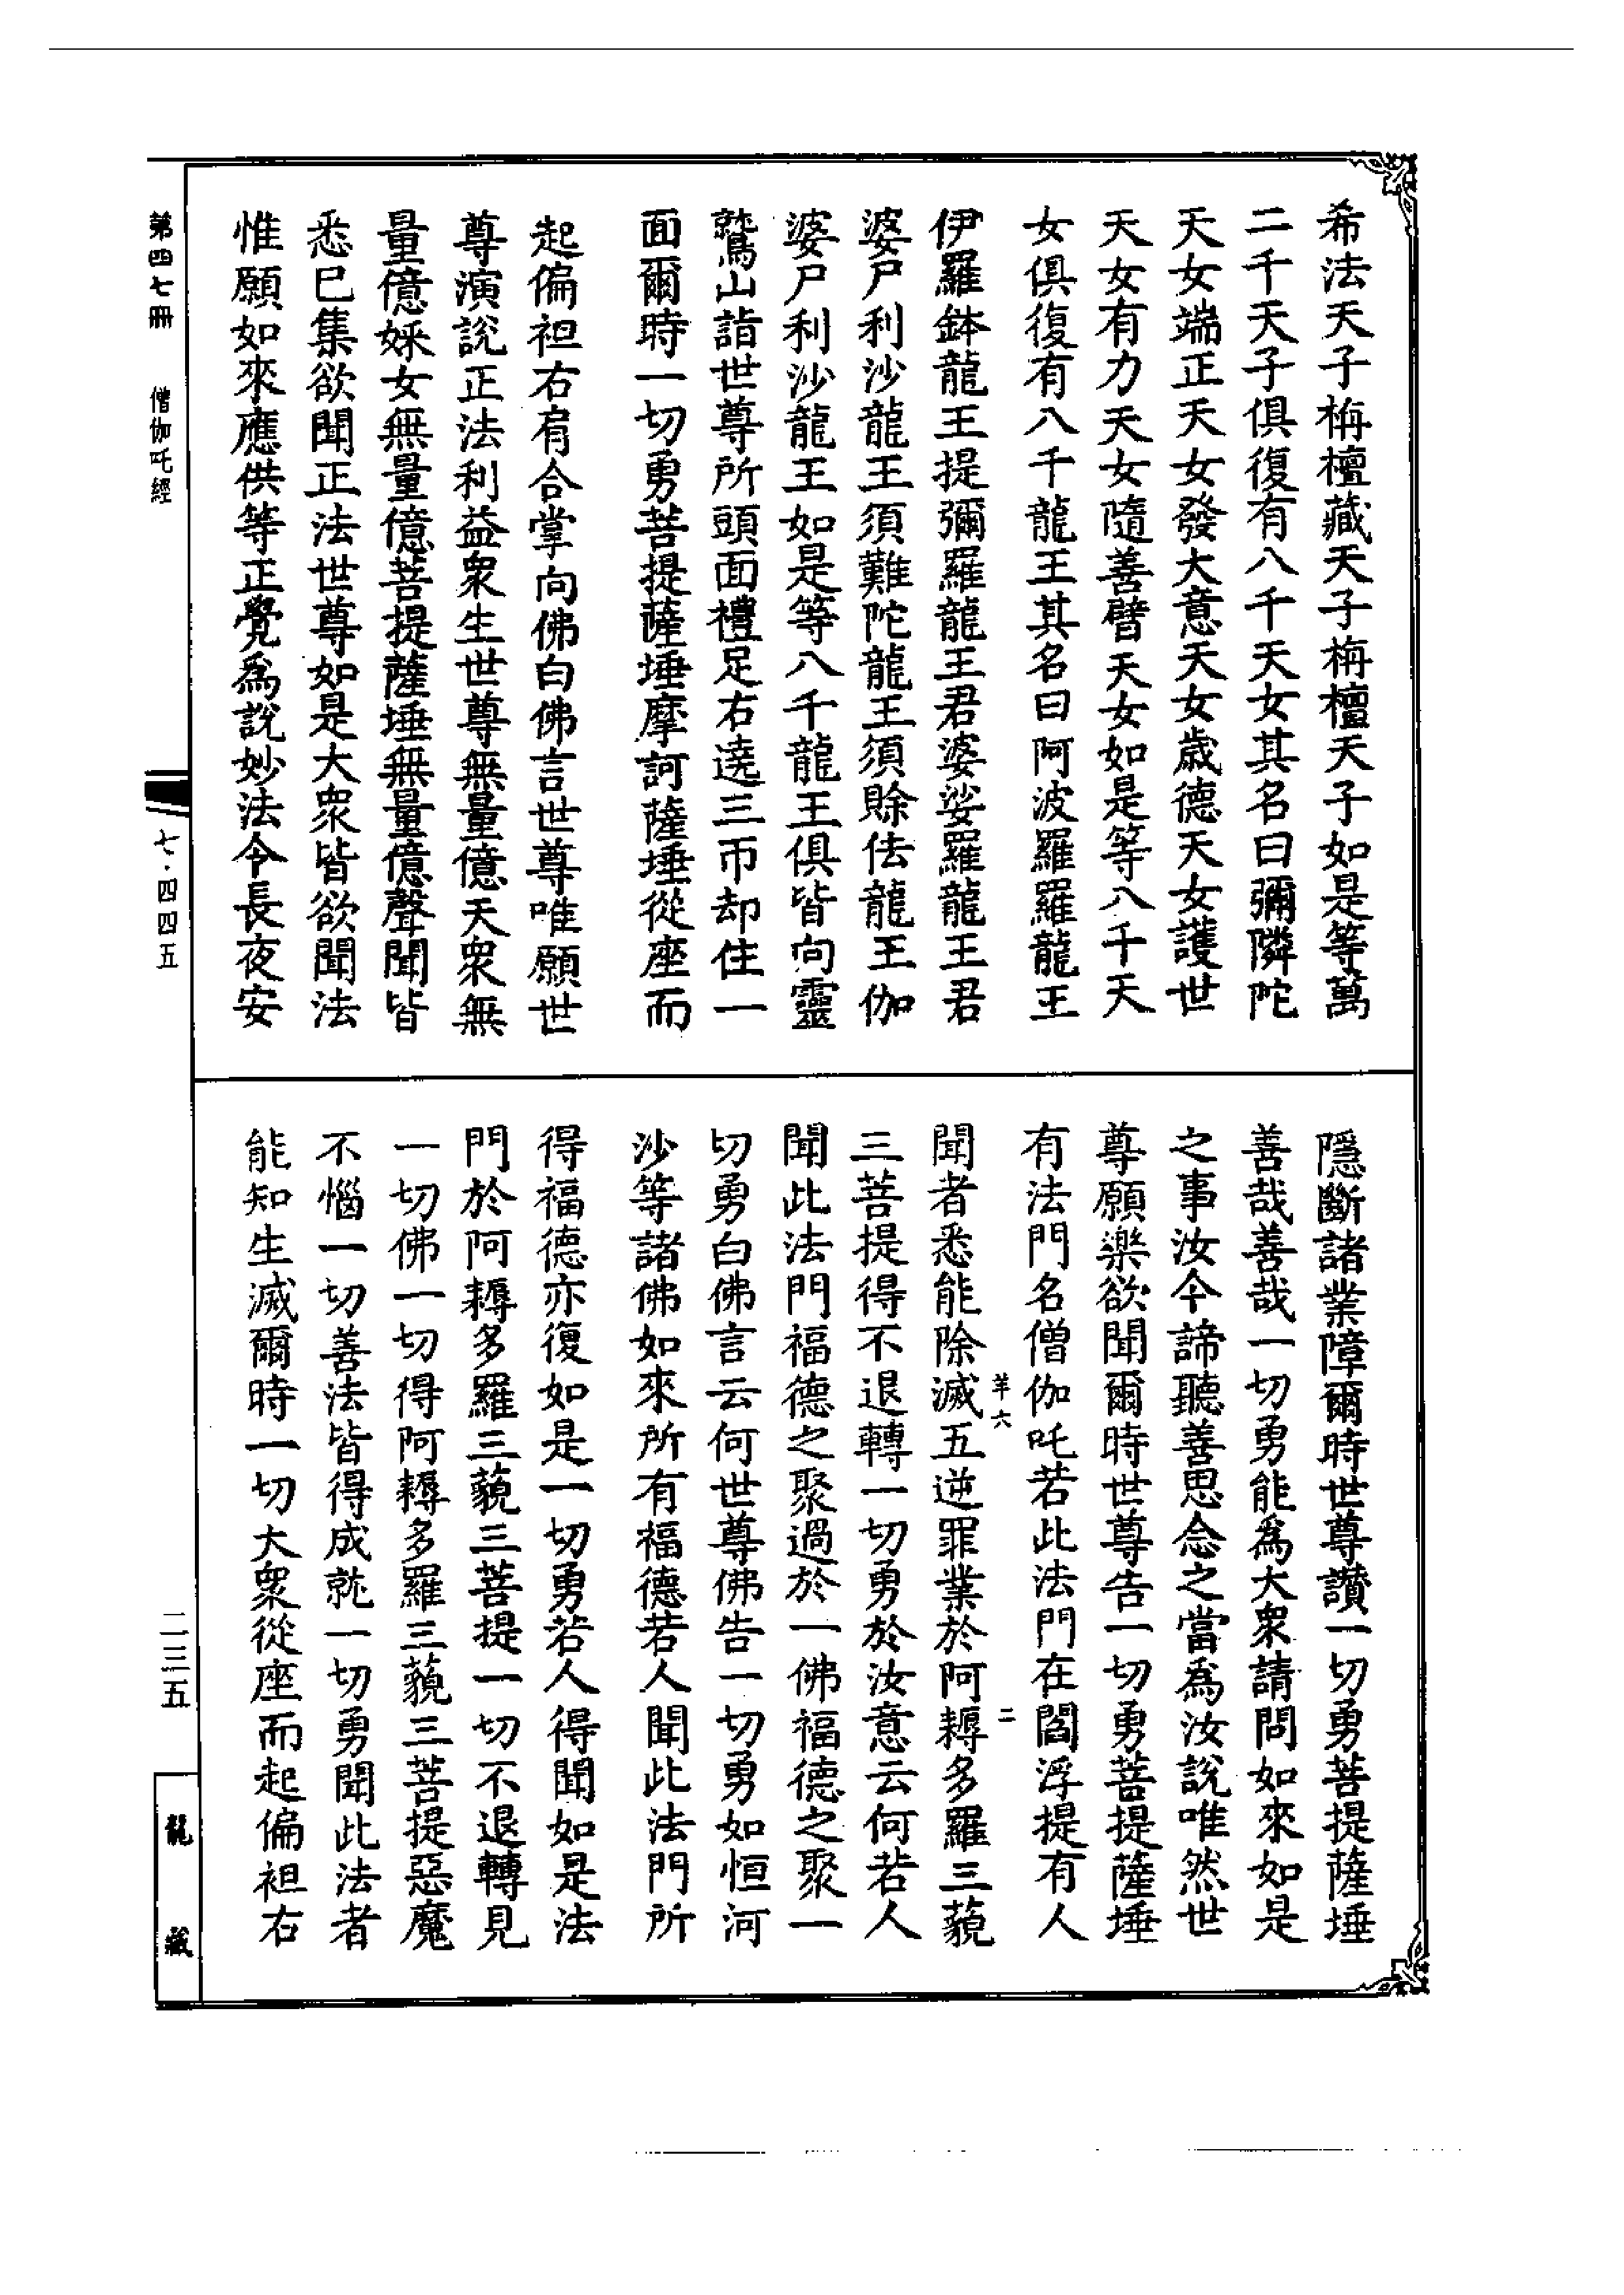 希法天子栴檀藏天子栴檀天子如是等萬
二千天子俱復有八千天女其名曰彌隣陀
天女端正天女發大意天女歲德天女護世
天女有力天女隨善臂天女如是等八千天
女俱復有八千龍王其名曰阿波羅羅龍王
伊羅鉢龍王提彌羅龍王君婆娑羅龍王君
婆尸利沙龍王須難陀龍王須賖佉龍王伽
婆尸利沙龍王如是等八千龍王俱皆向靈
鷲山詣世尊所頭面禮足右遶三帀却住一
面爾時一切勇菩提薩埵摩訶薩埵從座而
起偏袒右肩合掌向佛白佛言世尊唯願世
尊演說正法利益衆生世尊無量億天衆無
量億婇女無量億菩提薩埵無量億聲聞皆
悉已集欲聞正法世尊如是大衆皆欲聞法
惟願如來應供等正覺爲說妙法令長夜安
隱斷諸業障爾時世尊讚一切勇菩提薩埵
善哉善哉一切勇能爲大衆請問如來如是
之事汝今諦聽善思念之當爲汝說唯然世
尊願樂欲聞爾時世尊告一切勇菩提薩埵
有法門名僧伽吒若此法門在閻浮提有人
羊六 二
聞者悉能除滅五逆罪業於阿耨多羅三藐
三菩提得不退轉一切勇於汝意云何若人
聞此法門福德之聚過於一佛福德之聚一
切勇白佛言云何世尊佛告一切勇如恒河
沙等諸佛如來所有福德若人聞此法門所
得福德亦復如是一切勇若人得聞如是法
門於阿耨多羅三藐三菩提一切不退轉見
一切佛一切得阿耨多羅三藐三菩提惡魔
不惱一切善法皆得成就一切勇聞此法者
能知生滅爾時一切大衆從座而起偏袒右
第四七冊 僧伽吒經
七·四四五
二三五
龍藏